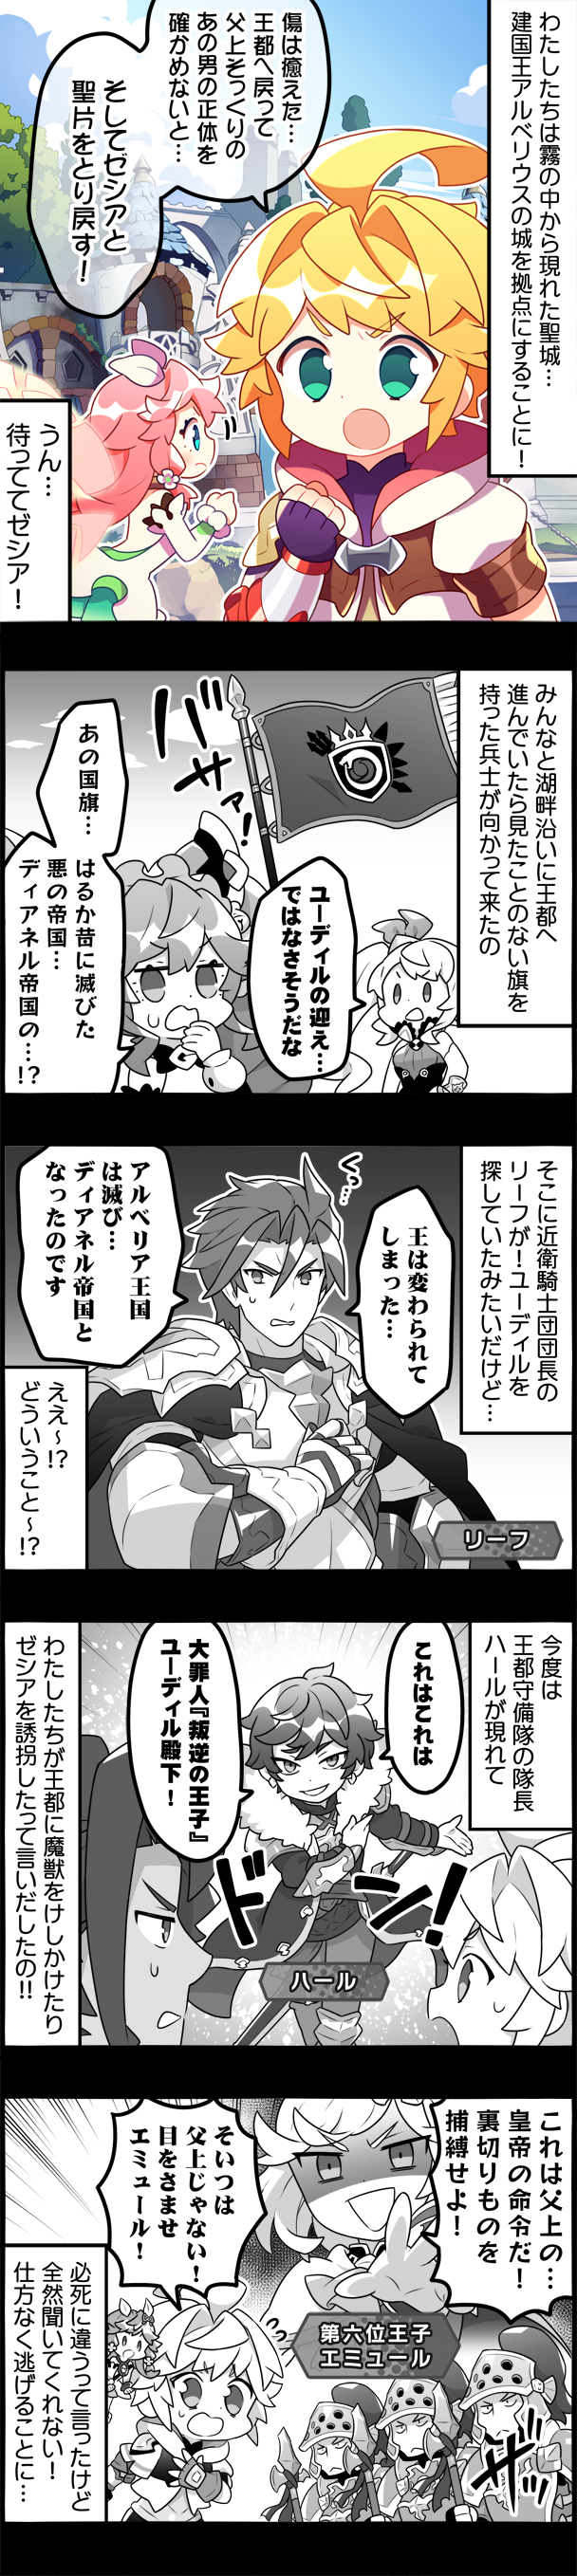 わたしたちは霧の中から現れた聖城…
建国王アルベリウスの城を拠点にすることに！
傷は癒えた…
王都へ戻って
父上そっくりの
あの男の正体を
確かめないと…
そしてゼシアと
聖片をとり戻す！
うん…
待っててゼシア！
みんなと湖畔沿いに王都へ
進んでいたら見たことのない旗を
持った兵士が向かって来たの
バサァ！
ユーディルの迎え…
ではなさそうだな
あの国旗…
はるか昔に滅びた
悪の帝国…
ディアネル帝国の…!?
そこに近衛騎士団団長の
リーフが！ユーディルを
探していたみたいだけど…
くっ…
王は変わられて
しまった…
アルベリア王国
は滅び…
ディアネル帝国と
なったのです
リーフ
ええ～!?
どういうこと～!?
今度は
王都守備隊の隊長
ハールが現れて
これはこれは
大罪人『叛逆の王子』
ユーディル殿下！
ドーン！
ハール
わたしたちが王都に魔獣をけしかけたり
ゼシアを誘拐したって言いだしたの!!
これは父上の…
皇帝の命令だ！
裏切りものを
捕縛せよ！
そいつは
父上じゃない！
目をさませ
エミュール！
第六位王子
エミュール
ザッ
必死に違うって言ったけど
全然聞いてくれない！
仕方なく逃げることに…